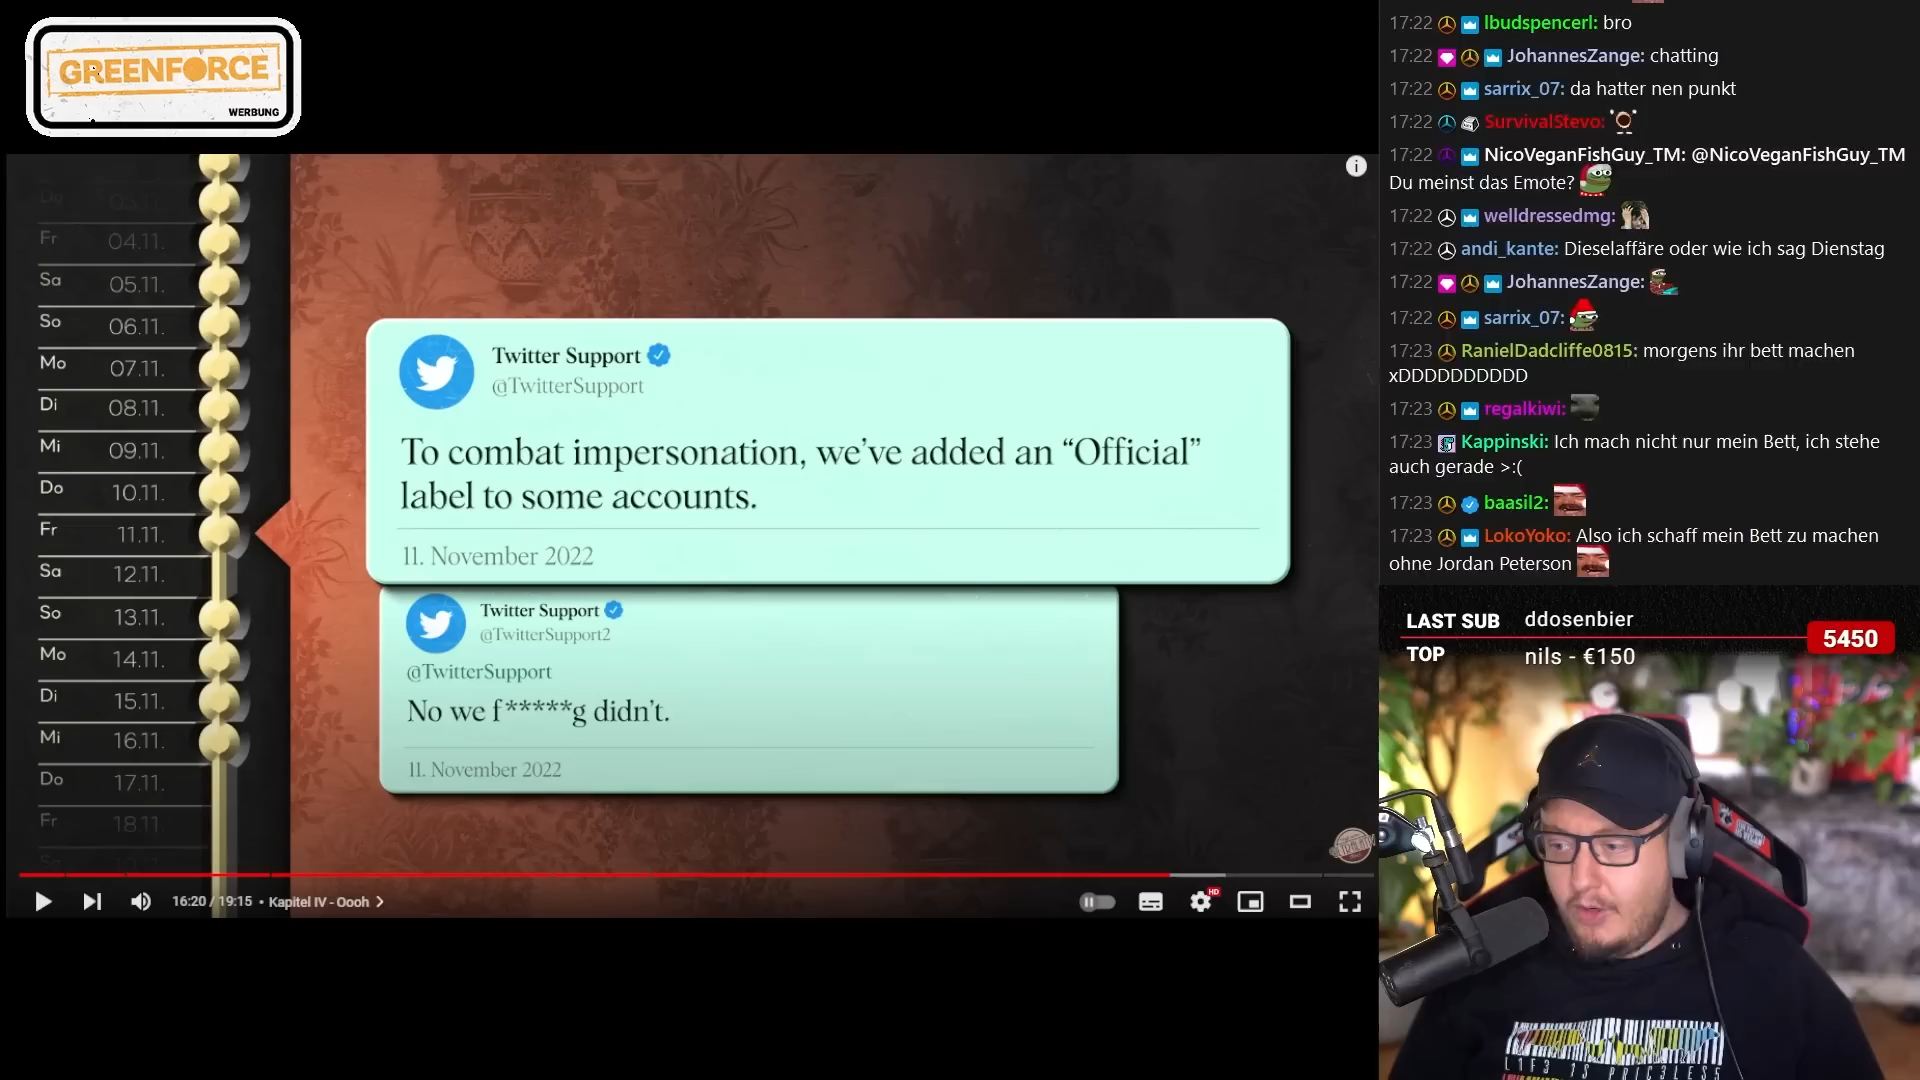 GREENFORCE
WERBUNG
Fr 04.11.
Sa 05.11.
So 06.11.
Mo 07.11.
Di 08.11.
Mi 09.11.
Do 10.11.
Fr 11.11.
Sa 12.11.
So 13.11.
Mo 14.11.
Di 15.11.
Mi 16.11.
Do 17.11.
Fr 18.11.
Twitter Support
@TwitterSupport
To combat impersonation, we’ve added an “Official”
label to some accounts.
11. November 2022
Twitter Support
@TwitterSupport2
@TwitterSupport
No we f*****g didn’t.
11. November 2022
16:20 / 19:15 • Kapitel IV - Oooh
HD
17:22 lbudspencerl: bro
17:22 JohannesZange: chatting
17:22 sarrix_07: da hatter nen punkt
17:22 SurvivalStevo:
17:22 NicoVeganFishGuy_TM: @NicoVeganFishGuy_TM
Du meinst das Emote?
17:22 welldressedmg:
17:22 andi_kante: Dieselaffäre oder wie ich sag Dienstag
17:22 JohannesZange:
17:22 sarrix_07:
17:23 RanielDadcliffe0815: morgens ihr bett machen
xDDDDDDDDDD
17:23 regalkiwi:
17:23 Kappinski: Ich mach nicht nur mein Bett, ich stehe
auch gerade >:(
17:23 baasil2:
17:23 LokoYoko: Also ich schaff mein Bett zu machen
ohne Jordan Peterson
LAST SUB ddosenbier
TOP nils - €150
5450
L1F3 1S PRIC3LESS